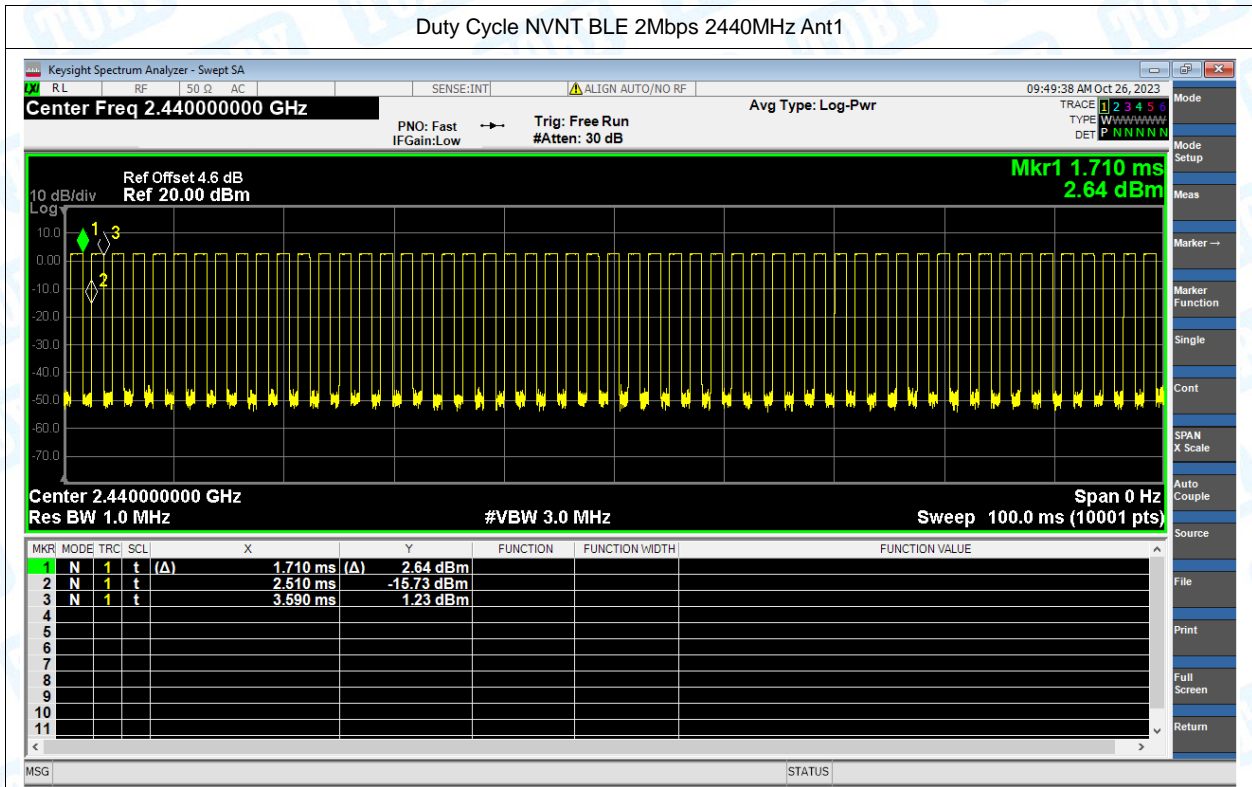 Duty Cycle NVNT BLE 2Mbps 2440MHz Ant1
Keysight Spectrum Analyzer - Swept SA
LXI RL RF 50 Ω AC SENSE:INT ALIGN AUTO/NO RF 09:49:38 AM Oct 26, 2023
Center Freq 2.440000000 GHz
PNO: Fast
IFGain:Low
Trig: Free Run
#Atten: 30 dB
Avg Type: Log-Pwr
TRACE 1 2 3 4 5 6
TYPE WWWWWWW
DET P N N N N N
Mkr1 1.710 ms
2.64 dBm
Ref Offset 4.6 dB
10 dB/div Ref 20.00 dBm
Log
10.0
0.00
-10.0
-20.0
-30.0
-40.0
-50.0
-60.0
-70.0
1
3
2
Center 2.440000000 GHz Span 0 Hz
Res BW 1.0 MHz #VBW 3.0 MHz Sweep 100.0 ms (10001 pts)
MKR MODE TRC SCL X Y FUNCTION FUNCTION WIDTH FUNCTION VALUE
1 N 1 t (Δ) 1.710 ms (Δ) 2.64 dBm
2 N 1 t 2.510 ms -15.73 dBm
3 N 1 t 3.590 ms 1.23 dBm
4
5
6
7
8
9
10
11
MSG STATUS
Mode
Mode Setup
Meas
Marker →
Marker Function
Single
Cont
SPAN X Scale
Auto Couple
Source
File
Print
Full Screen
Return
TOBY